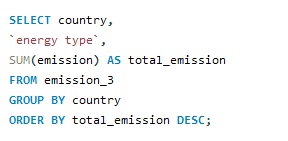 SELECT country,
`energy type`,
SUM(emission) AS total_emission
FROM emission_3
GROUP BY country
ORDER BY total_emission DESC;